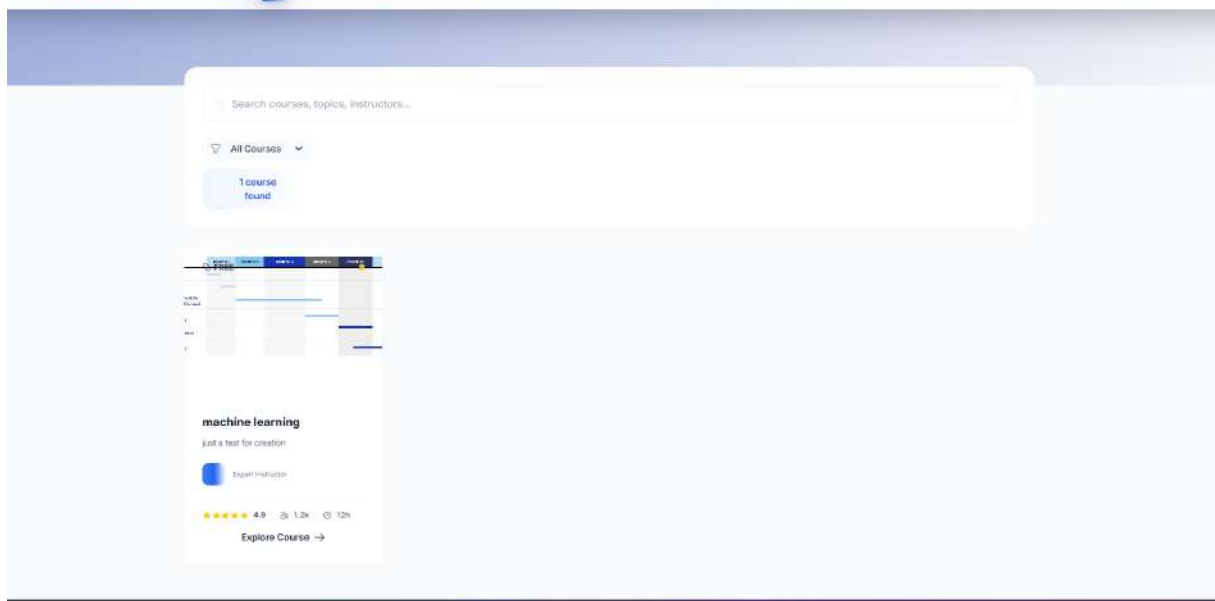 Search courses, topics, instructors...
All Courses
1 course
found
FREE
machine learning
just a test for creation
Expert Instructor
4.9 1.2k 12h
Explore Course →